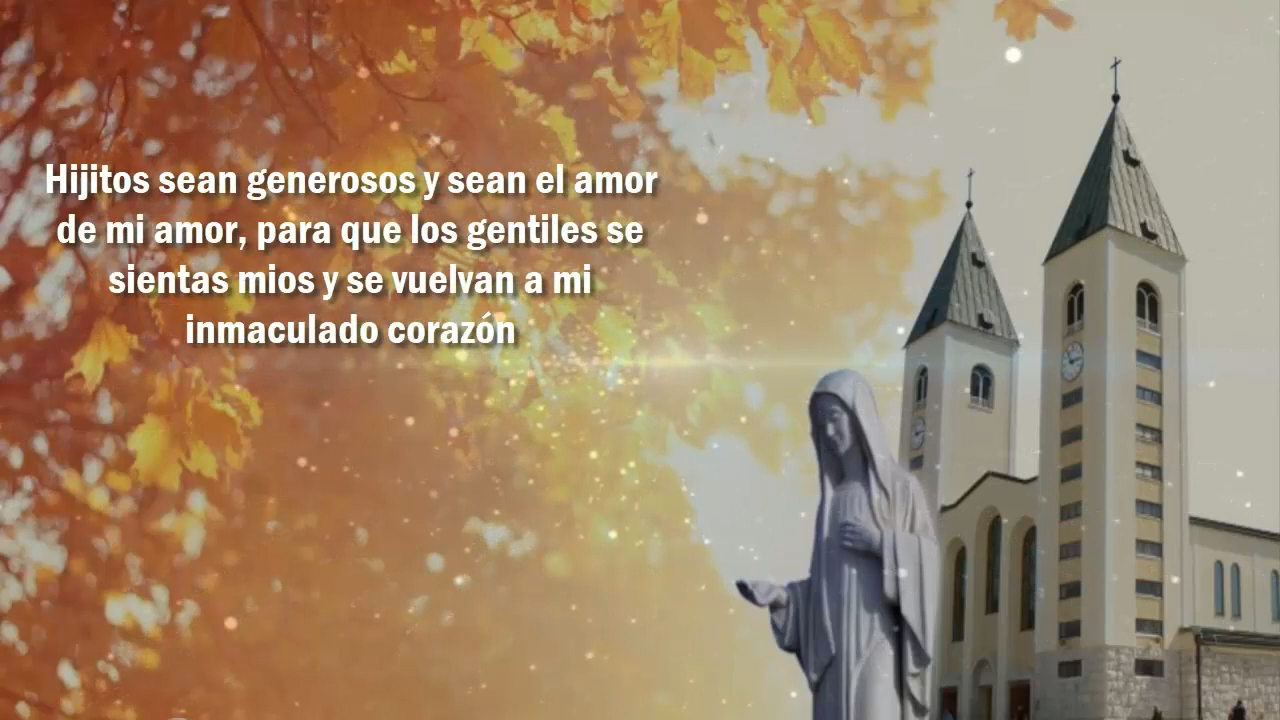 Hijitos sean generosos y sean el amor
de mi amor, para que los gentiles se
sientas mios y se vuelvan a mi
inmaculado corazón